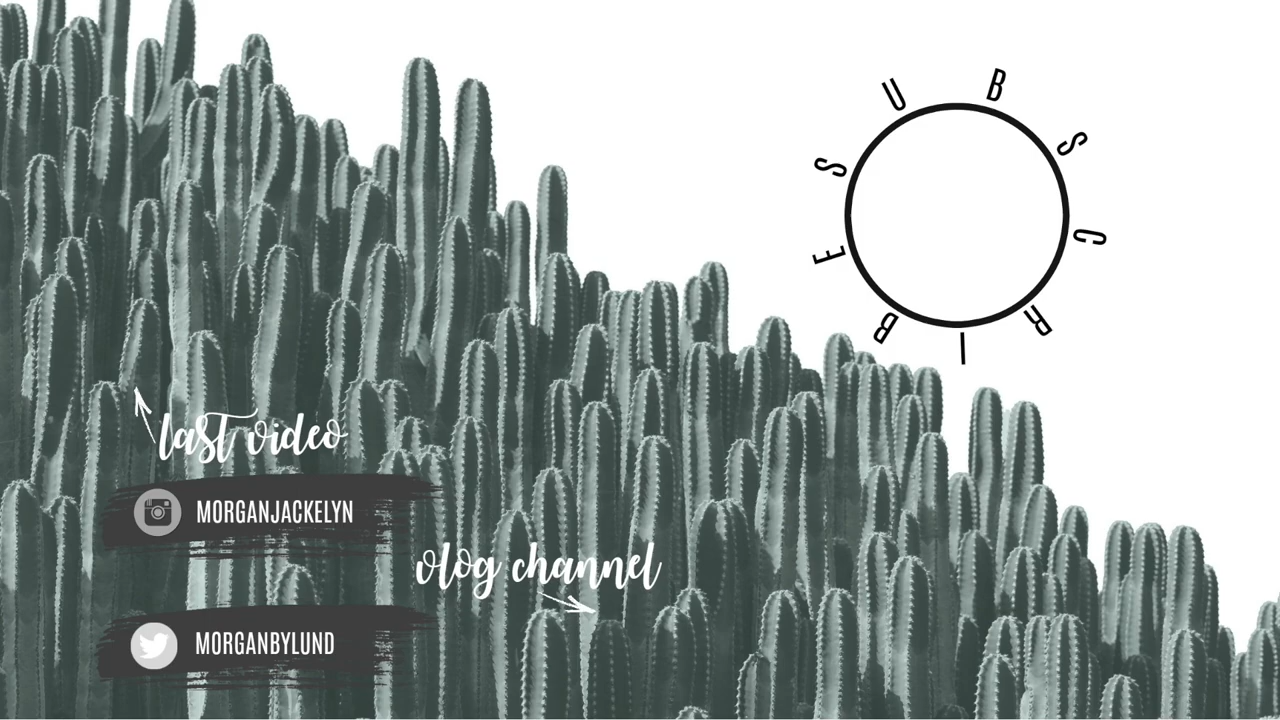 SUBSCRIBE
last video
MORGANJACKELYN
vlog channel
MORGANBYLUND